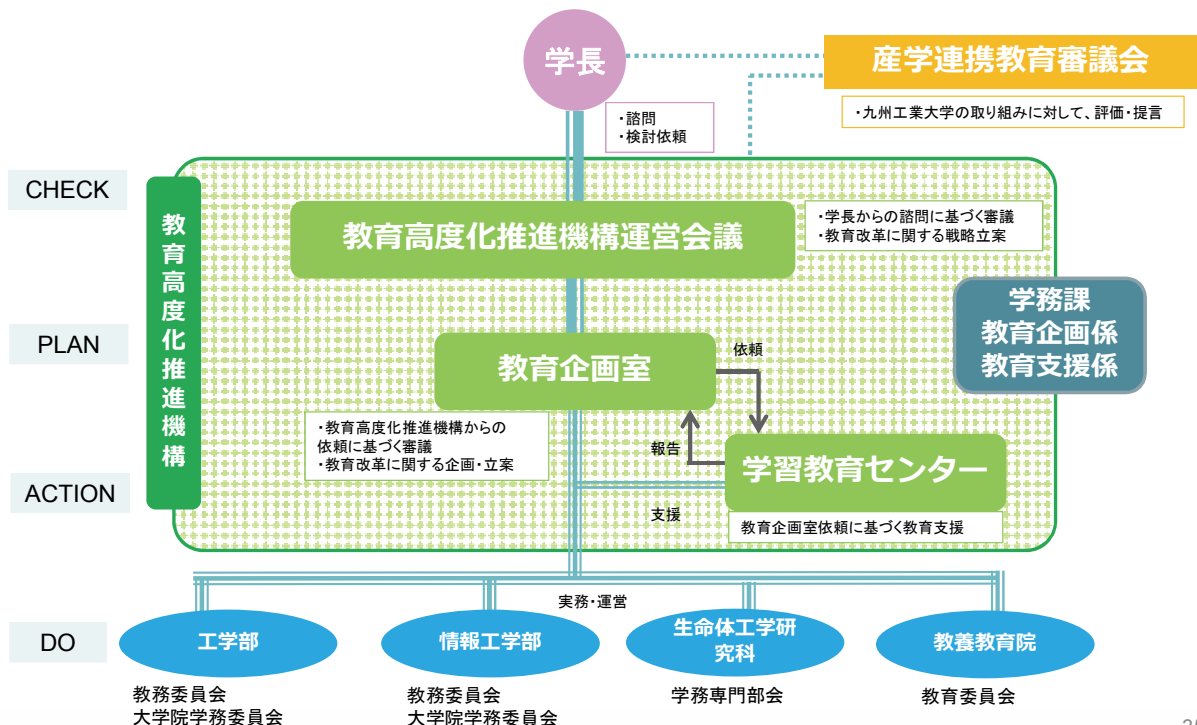 学長
産学連携教育審議会
・九州工業大学の取り組みに対して、評価・提言
・諮問
・検討依頼
CHECK
教育高度化推進機構
教育高度化推進機構運営会議
・学長からの諮問に基づく審議
・教育改革に関する戦略立案
学務課
教育企画係
教育支援係
PLAN
教育企画室
依頼
・教育高度化推進機構からの
依頼に基づく審議
・教育改革に関する企画・立案
報告
学習教育センター
ACTION
支援
教育企画室依頼に基づく教育支援
実務・運営
DO
工学部
情報工学部
生命体工学研
究科
教養教育院
教務委員会
大学院学務委員会
教務委員会
大学院学務委員会
学務専門部会
教育委員会